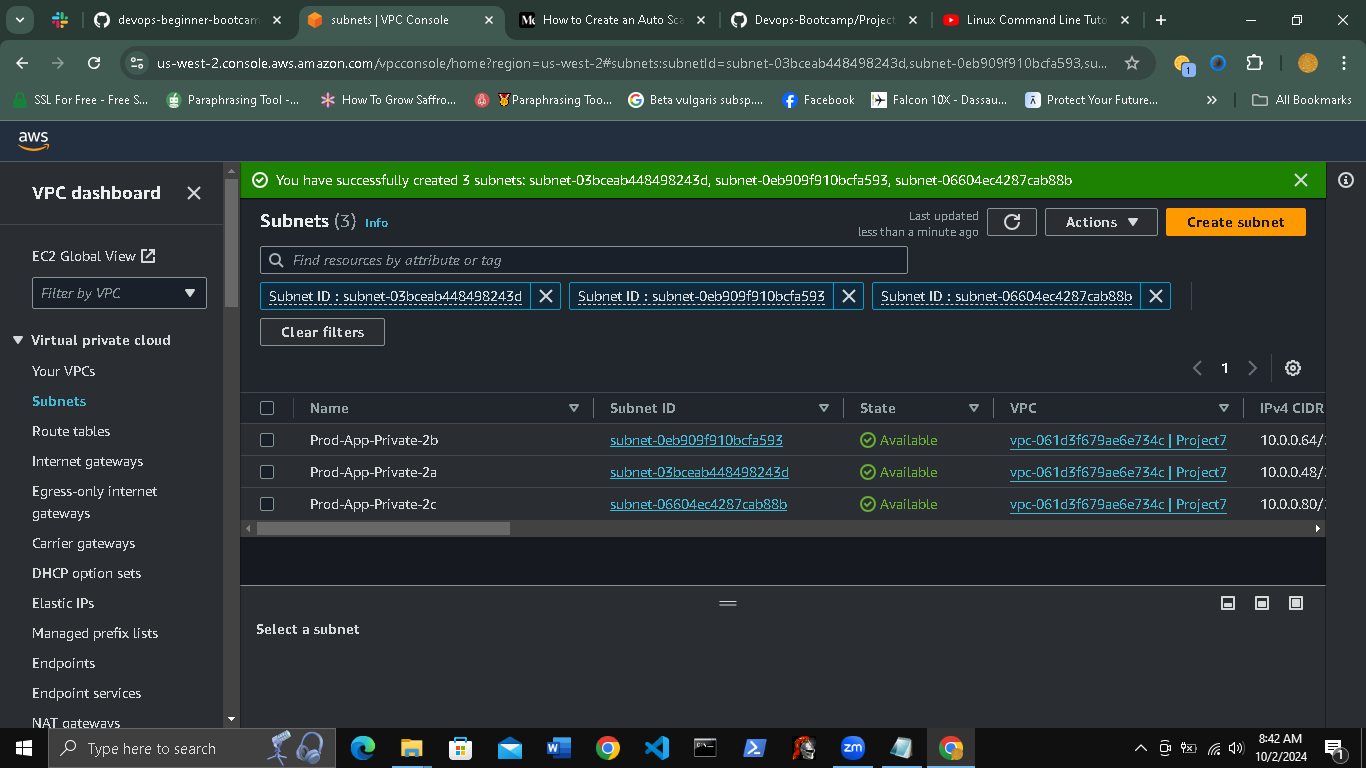 devops-beginner-bootcam
subnets | VPC Console
How to Create an Auto Sca
Devops-Bootcamp/Project
Linux Command Line Tuto
us-west-2.console.aws.amazon.com/vpcconsole/home?region=us-west-2#subnets:subnetId=subnet-03bceab448498243d,subnet-0eb909f910bcfa593,su...
1
SSL For Free - Free S...
Paraphrasing Tool -...
How To Grow Saffro...
Paraphrasing Too...
Beta vulgaris subsp....
Facebook
Falcon 10X - Dassau...
Protect Your Future...
All Bookmarks
aws
VPC dashboard
EC2 Global View
Filter by VPC
Virtual private cloud
Your VPCs
Subnets
Route tables
Internet gateways
Egress-only internet
gateways
Carrier gateways
DHCP option sets
Elastic IPs
Managed prefix lists
Endpoints
Endpoint services
NAT gateways
You have successfully created 3 subnets: subnet-03bceab448498243d, subnet-0eb909f910bcfa593, subnet-06604ec4287cab88b
Subnets (3) Info
Last updated
less than a minute ago
Actions
Create subnet
Find resources by attribute or tag
Subnet ID : subnet-03bceab448498243d
Subnet ID : subnet-0eb909f910bcfa593
Subnet ID : subnet-06604ec4287cab88b
Clear filters
1
Name Subnet ID State VPC IPv4 CIDR
Prod-App-Private-2b subnet-0eb909f910bcfa593 Available vpc-061d3f679ae6e734c | Project7 10.0.0.64/
Prod-App-Private-2a subnet-03bceab448498243d Available vpc-061d3f679ae6e734c | Project7 10.0.0.48/
Prod-App-Private-2c subnet-06604ec4287cab88b Available vpc-061d3f679ae6e734c | Project7 10.0.0.80/
Select a subnet
Type here to search
zm
8:42 AM
10/2/2024
1